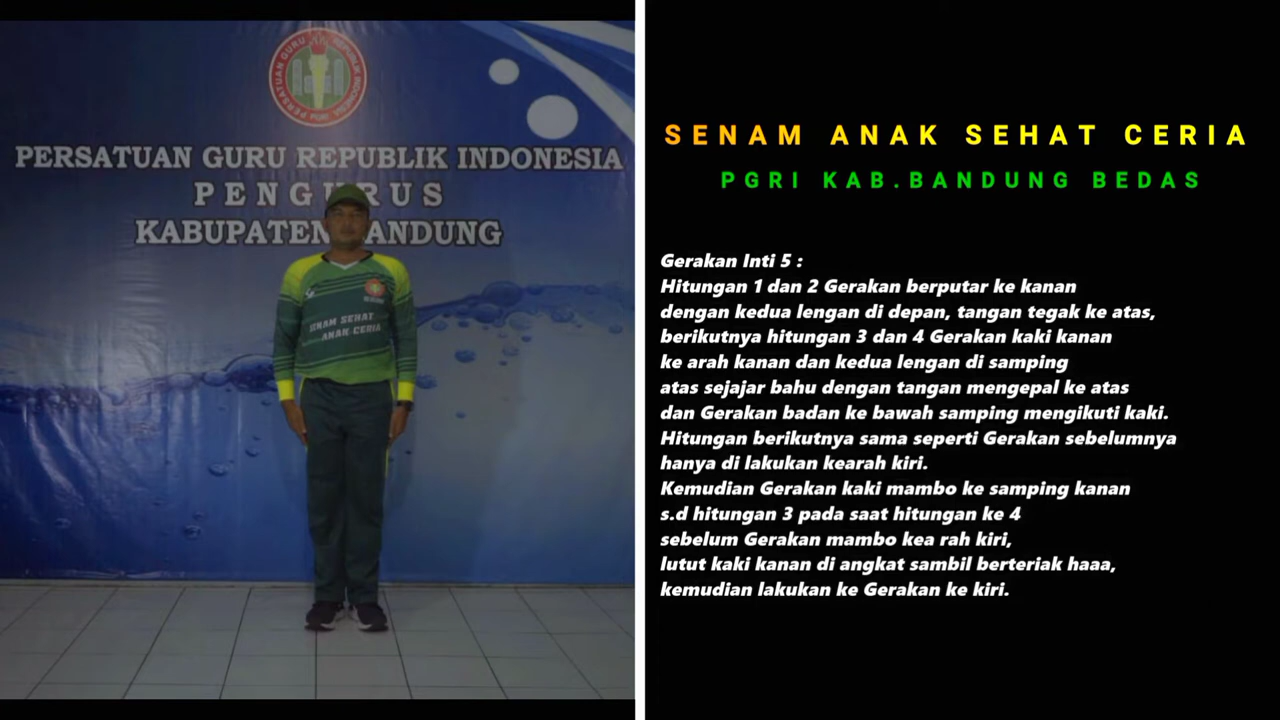 PERSATUAN GURU REPUBLIK INDONESIA
PGRI
PERSATUAN GURU REPUBLIK INDONESIA
PENGURUS
KABUPATEN BANDUNG
SENAM SEHAT
ANAK CERIA
SENAM ANAK SEHAT CERIA
PGRI KAB.BANDUNG BEDAS
Gerakan Inti 5 :
Hitungan 1 dan 2 Gerakan berputar ke kanan
dengan kedua lengan di depan, tangan tegak ke atas,
berikutnya hitungan 3 dan 4 Gerakan kaki kanan
ke arah kanan dan kedua lengan di samping
atas sejajar bahu dengan tangan mengepal ke atas
dan Gerakan badan ke bawah samping mengikuti kaki.
Hitungan berikutnya sama seperti Gerakan sebelumnya
hanya di lakukan kearah kiri.
Kemudian Gerakan kaki mambo ke samping kanan
s.d hitungan 3 pada saat hitungan ke 4
sebelum Gerakan mambo kea rah kiri,
lutut kaki kanan di angkat sambil berteriak haaa,
kemudian lakukan ke Gerakan ke kiri.